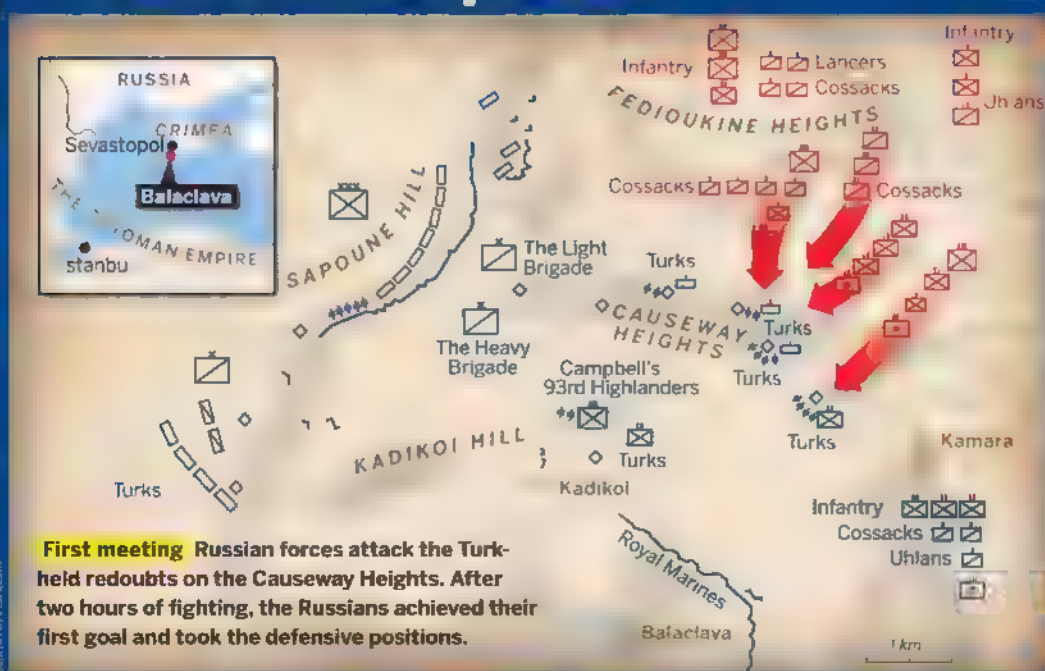 RUSSIA
CRIMEA
Sevastopol
Balaclava
THE
OMAN EMPIRE
stanbu
SAPOUNE HILL
Infantry
Lancers
Cossacks
FEDIOUKINE HEIGHTS
Inf ntry
Cossacks
Cossacks
The Light
Brigade
Turks
CAUSEWAY
HEIGHTS
Turks
The Heavy
Brigade
Campbell's
93rd Highlanders
Turks
Turks
Turks
KADIKOI HILL
Kadikoi
Kamara
Turks
Infantry
Cossacks
Uhlans
Royal Marines
Balaclava
1 km
First meeting Russian forces attack the Turk-
held redoubts on the Causeway Heights. After
two hours of fighting, the Russians achieved their
first goal and took the defensive positions.